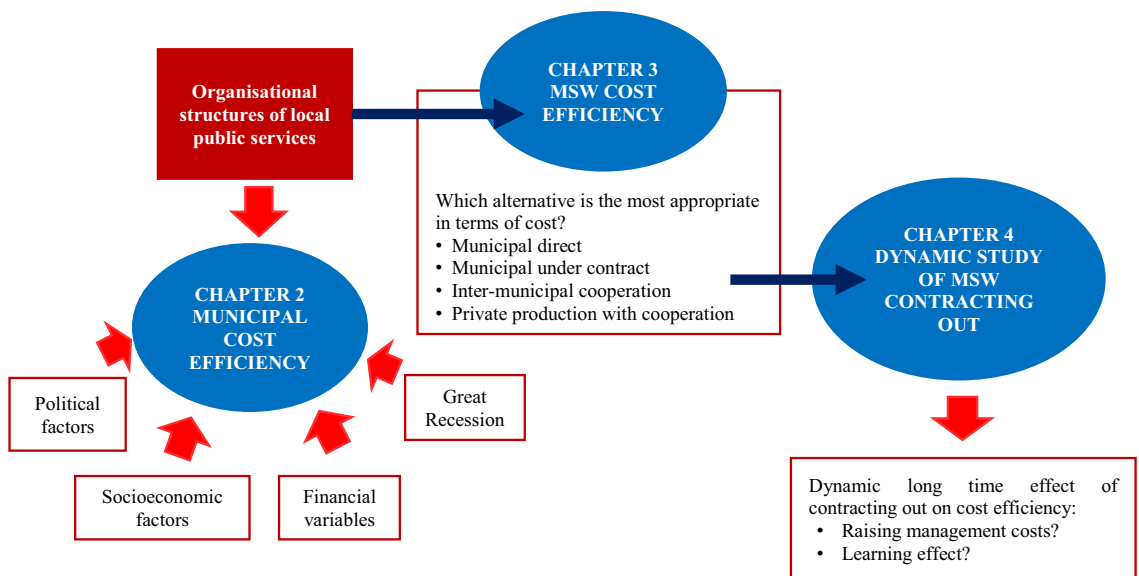 Organisational
structures of local
public services
CHAPTER 3
MSW COST
EFFICIENCY
Which alternative is the most appropriate
in terms of cost?
• Municipal direct
• Municipal under contract
• Inter-municipal cooperation
• Private production with cooperation
CHAPTER 4
DYNAMIC STUDY
OF MSW
CONTRACTING
OUT
CHAPTER 2
MUNICIPAL
COST
EFFICIENCY
Political
factors
Socioeconomic
factors
Financial
variables
Great
Recession
Dynamic long time effect of
contracting out on cost efficiency:
• Raising management costs?
• Learning effect?